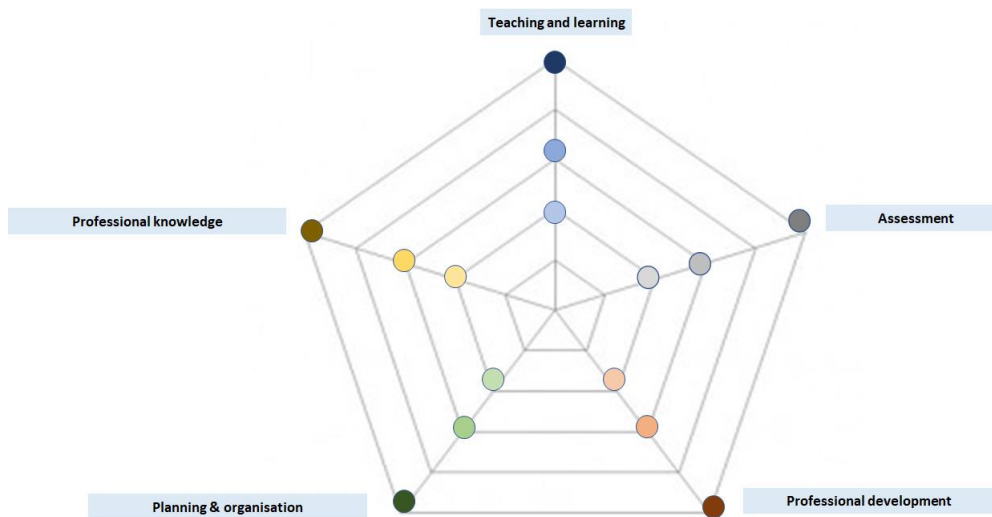 Teaching and learning
Professional knowledge
Assessment
Planning & organisation
Professional development